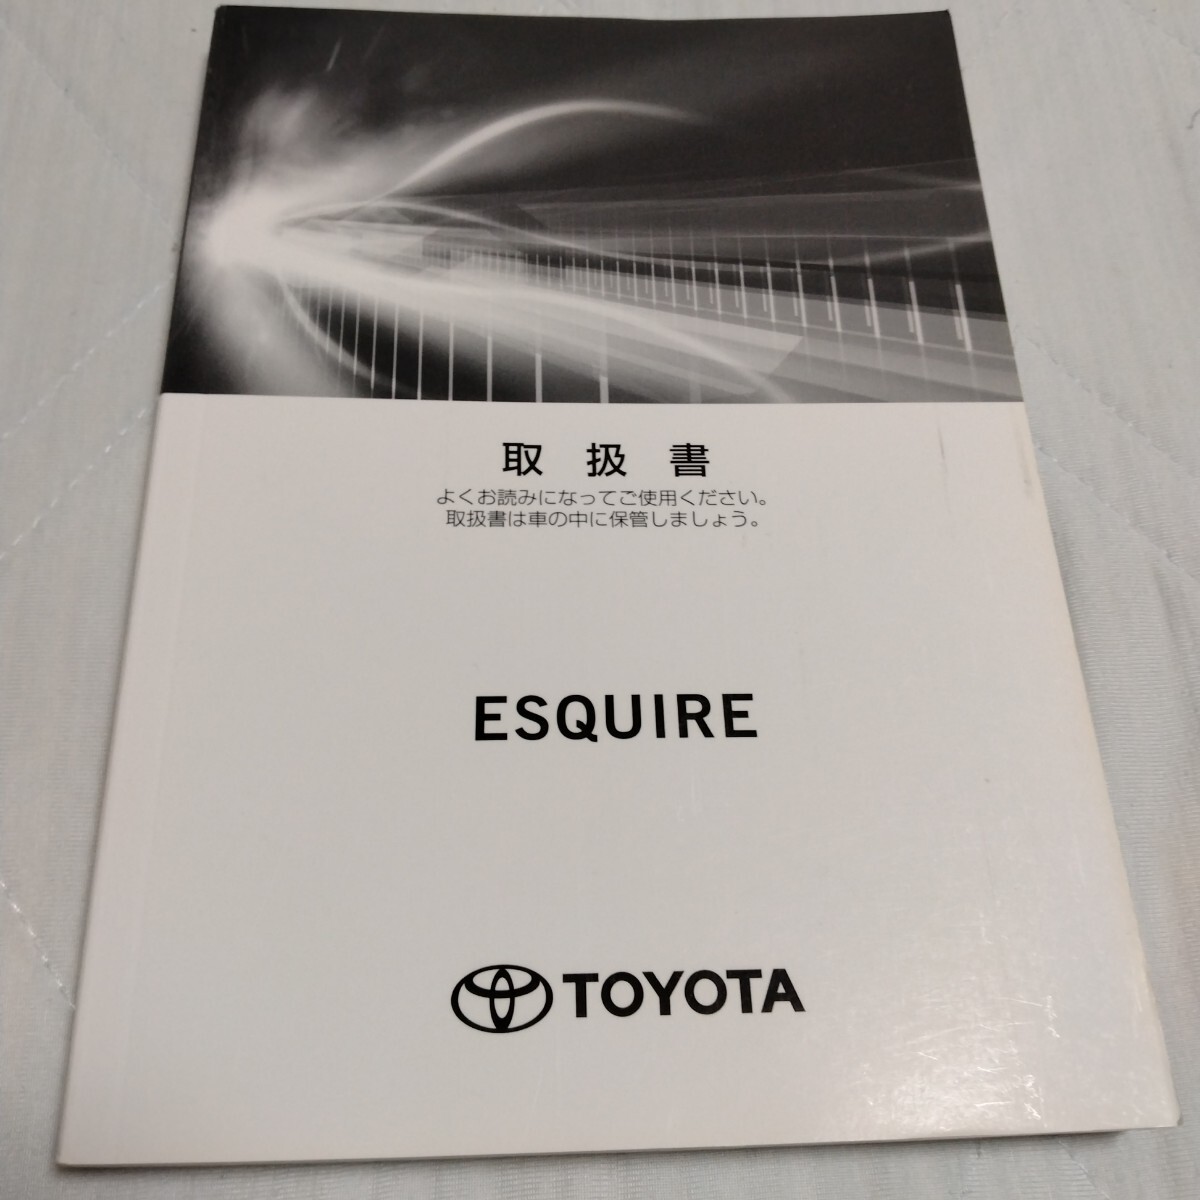 取扱書
よくお読みになってご使用ください。
取扱書は車の中に保管しましょう。
ESQUIRE
TOYOTA